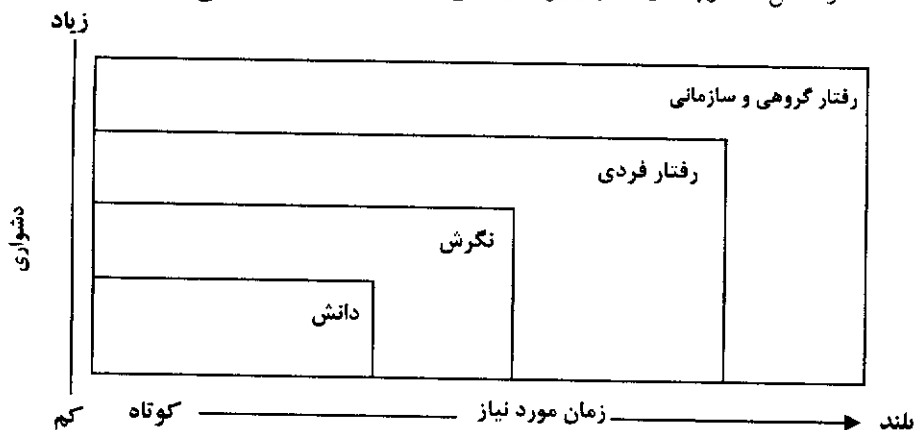 زیاد
رفتار گروهی و سازمانی
رفتار فردی
نگرش
دانش
دشواری
کم
کوتاه
زمان مورد نیاز
بلند